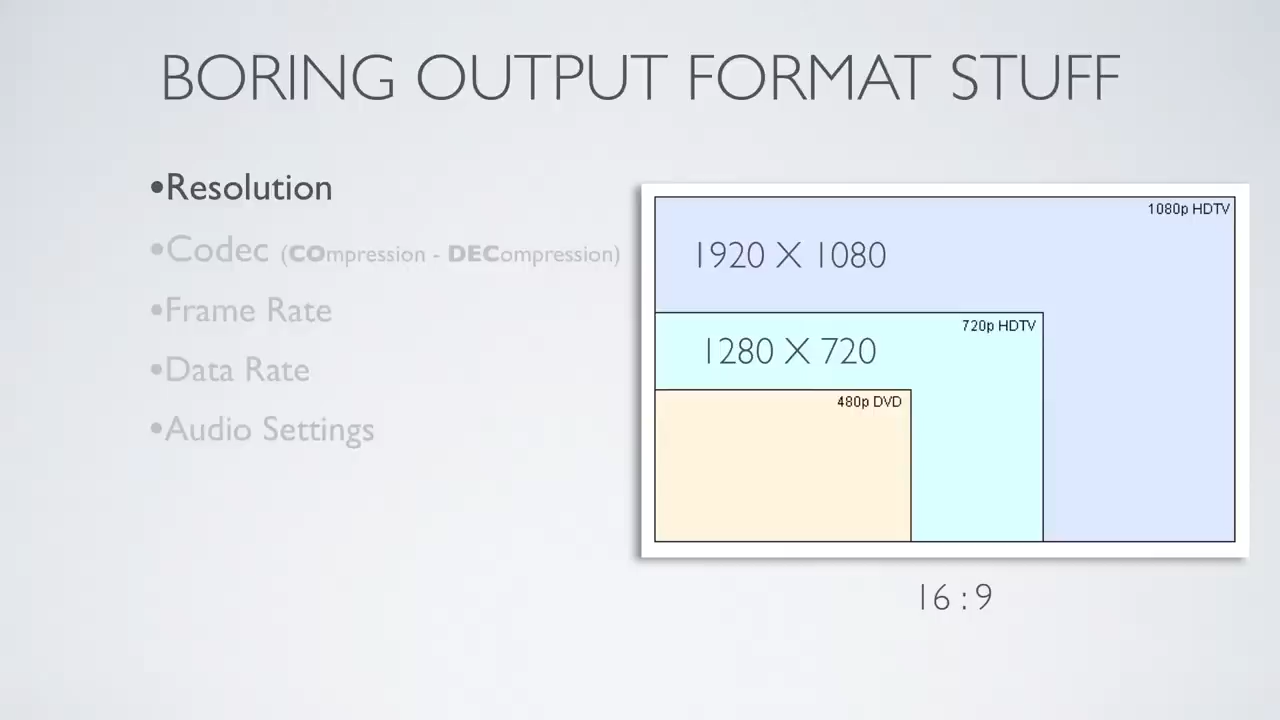 BORING OUTPUT FORMAT STUFF
•Resolution
•Codec (COmpression - DECompression)
•Frame Rate
•Data Rate
•Audio Settings
1080p HDTV
1920 X 1080
720p HDTV
1280 X 720
480p DVD
16 : 9